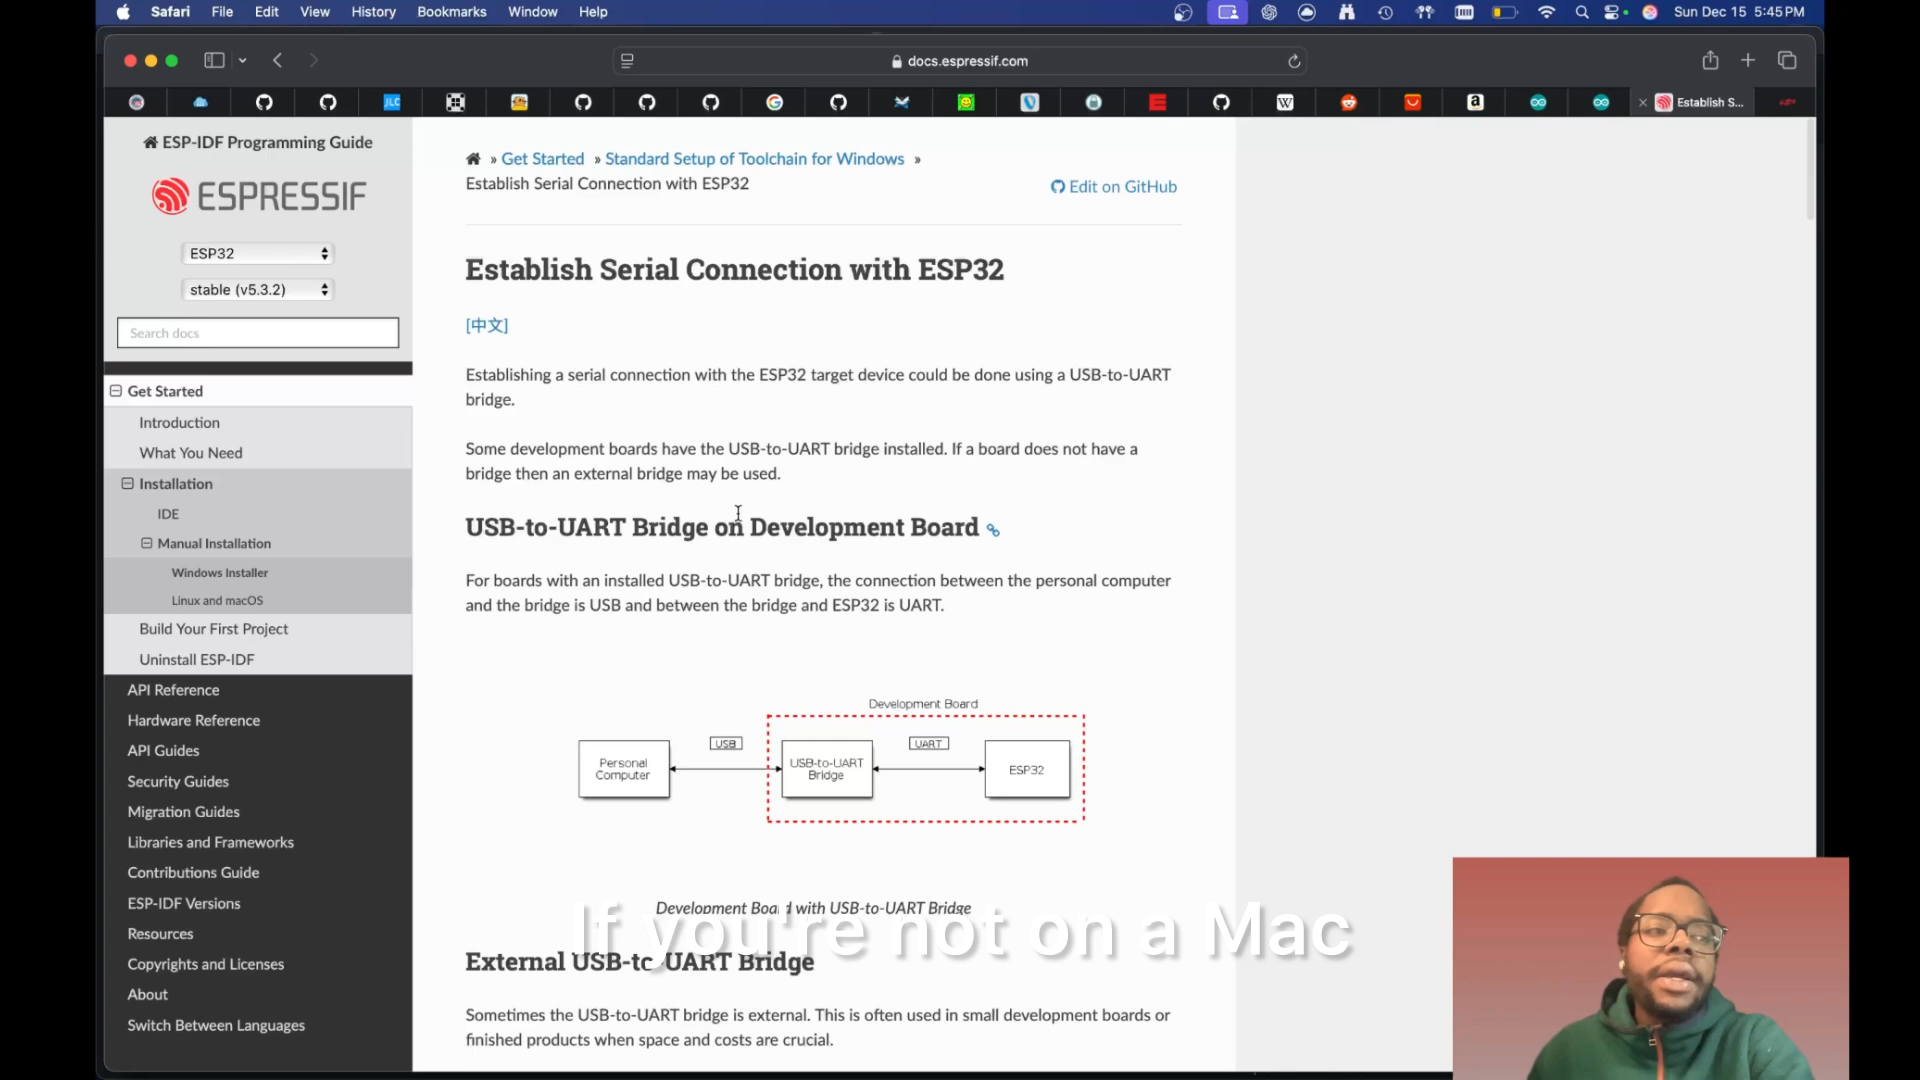 Safari File Edit View History Bookmarks Window Help
Sun Dec 15 5:45 PM
docs.espressif.com
JLC
W
a
Establish S...
ESP-IDF Programming Guide
ESPRESSIF
ESP32
stable (v5.3.2)
Search docs
Get Started
Introduction
What You Need
Installation
IDE
Manual Installation
Windows Installer
Linux and macOS
Build Your First Project
Uninstall ESP-IDF
API Reference
Hardware Reference
API Guides
Security Guides
Migration Guides
Libraries and Frameworks
Contributions Guide
ESP-IDF Versions
Resources
Copyrights and Licenses
About
Switch Between Languages
» Get Started » Standard Setup of Toolchain for Windows »
Establish Serial Connection with ESP32
Edit on GitHub
Establish Serial Connection with ESP32
[中文]
Establishing a serial connection with the ESP32 target device could be done using a USB-to-UART
bridge.
Some development boards have the USB-to-UART bridge installed. If a board does not have a
bridge then an external bridge may be used.
USB-to-UART Bridge on Development Board
For boards with an installed USB-to-UART bridge, the connection between the personal computer
and the bridge is USB and between the bridge and ESP32 is UART.
Development Board
USB
UART
Personal
Computer
USB-to-UART
Bridge
ESP32
Development Board with USB-to-UART Bridge
If you're not on a Mac
External USB-to-UART Bridge
Sometimes the USB-to-UART bridge is external. This is often used in small development boards or
finished products when space and costs are crucial.